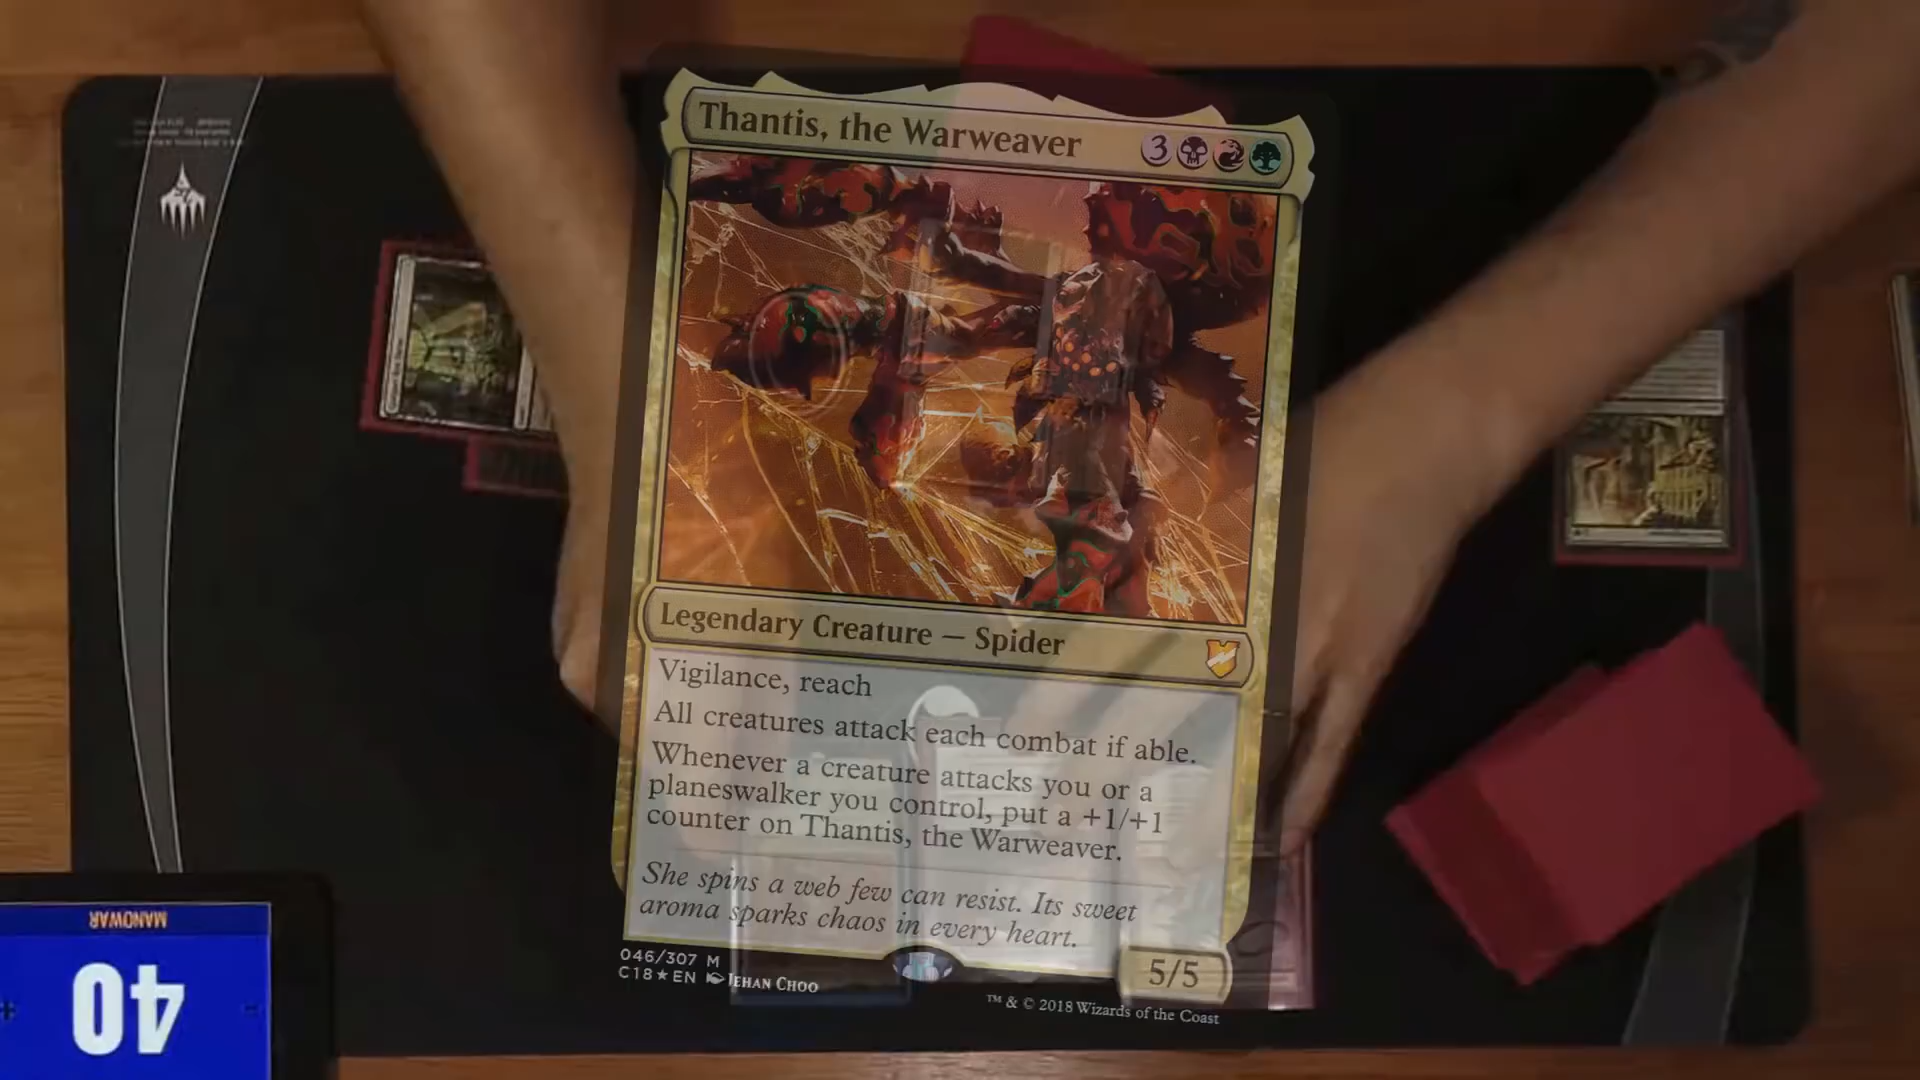 Thantis, the Warweaver 3
Legendary Creature — Spider
Vigilance, reach
All creatures attack each combat if able.
Whenever a creature attacks you or a
planeswalker you control, put a +1/+1
counter on Thantis, the Warweaver.
She spins a web few can resist. Its sweet
aroma sparks chaos in every heart.
5/5
046/307 M
C18★EN JEHAN CHOO
™ & © 2018 Wizards of the Coast
MANOWAR
+ 40 -